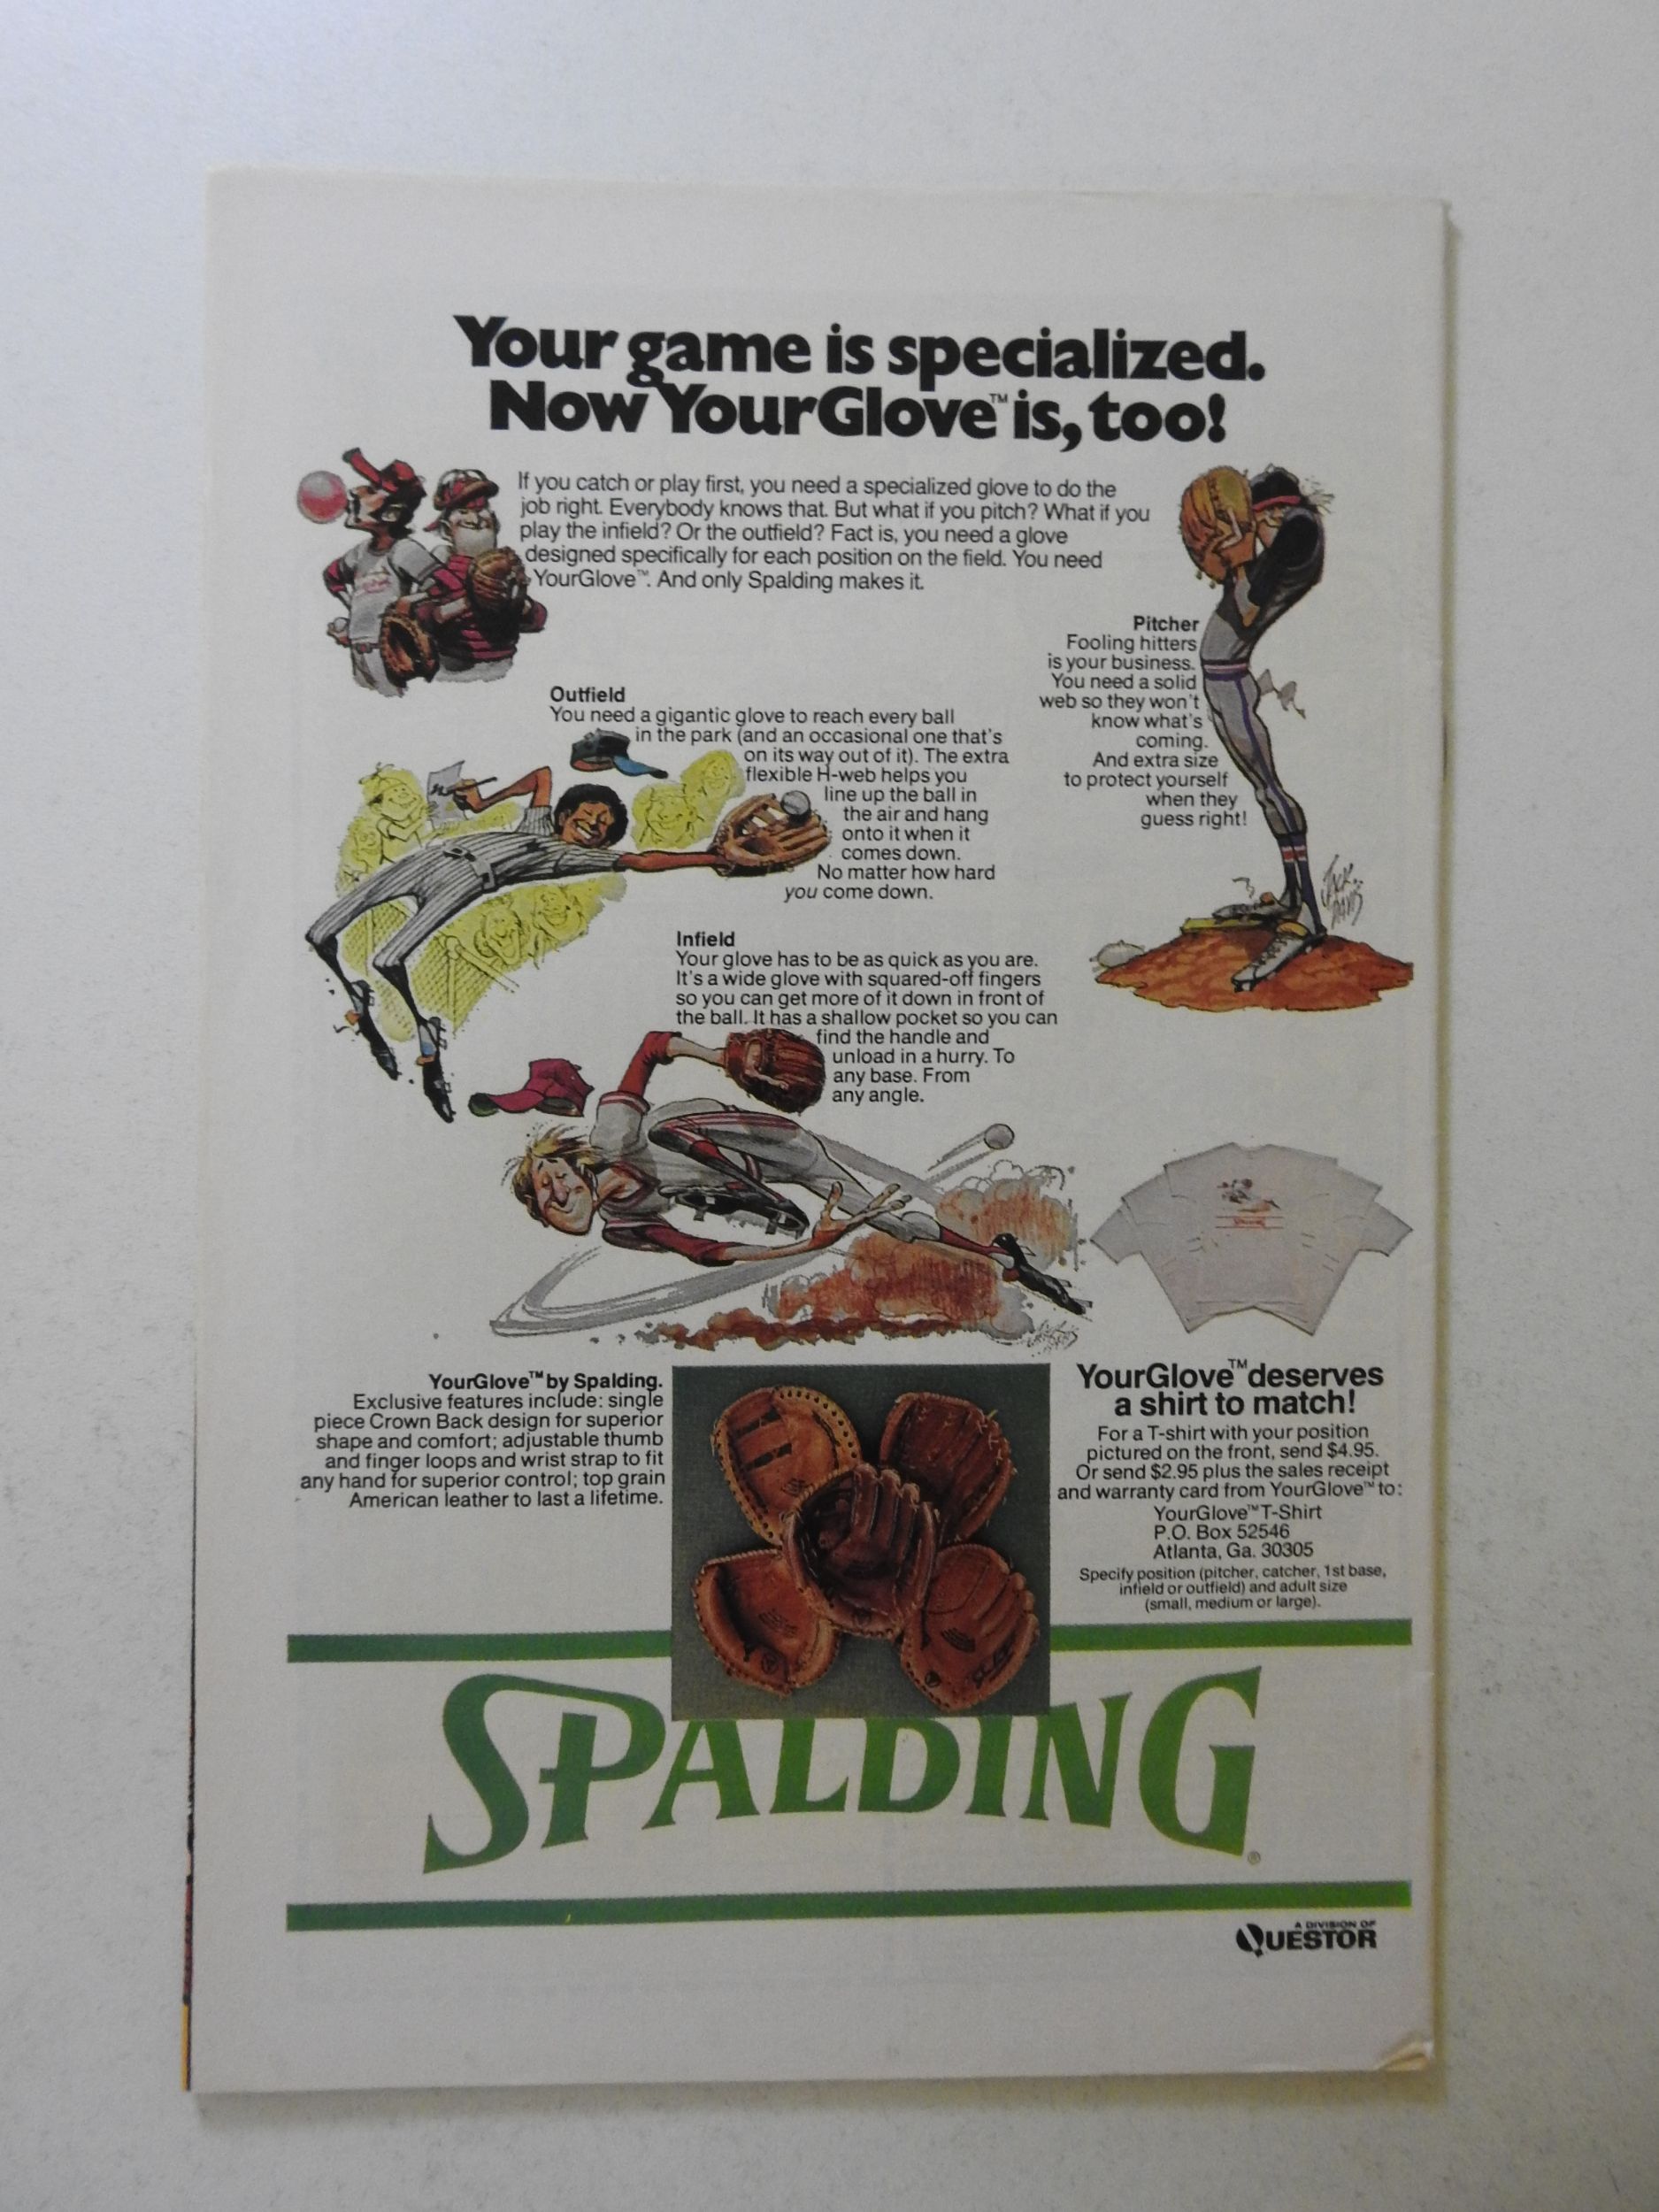 Your game is specialized.
Now YourGlove™ is, too!
If you catch or play first, you need a specialized glove to do the
job right. Everybody knows that. But what if you pitch? What if you
play the infield? Or the outfield? Fact is, you need a glove
designed specifically for each position on the field. You need
YourGlove™. And only Spalding makes it.
Pitcher
Fooling hitters
is your business.
You need a solid
web so they won't
know what's
coming.
And extra size
to protect yourself
when they
guess right!
JACK
DAVIS
Outfield
You need a gigantic glove to reach every ball
in the park (and an occasional one that's
on its way out of it). The extra
flexible H-web helps you
line up the ball in
the air and hang
onto it when it
comes down.
No matter how hard
you come down.
Infield
Your glove has to be as quick as you are.
It's a wide glove with squared-off fingers
so you can get more of it down in front of
the ball. It has a shallow pocket so you can
find the handle and
unload in a hurry. To
any base. From
any angle.
YourGlove™ by Spalding.
Exclusive features include: single
piece Crown Back design for superior
shape and comfort; adjustable thumb
and finger loops and wrist strap to fit
any hand for superior control; top grain
American leather to last a lifetime.
YourGlove™ deserves
a shirt to match!
For a T-shirt with your position
pictured on the front, send $4.95.
Or send $2.95 plus the sales receipt
and warranty card from YourGlove™ to:
YourGlove™ T-Shirt
P.O. Box 52546
Atlanta, Ga. 30305
Specify position (pitcher, catcher, 1st base,
infield or outfield) and adult size
(small, medium or large).
SPALDING®
A DIVISION OF
QUESTOR